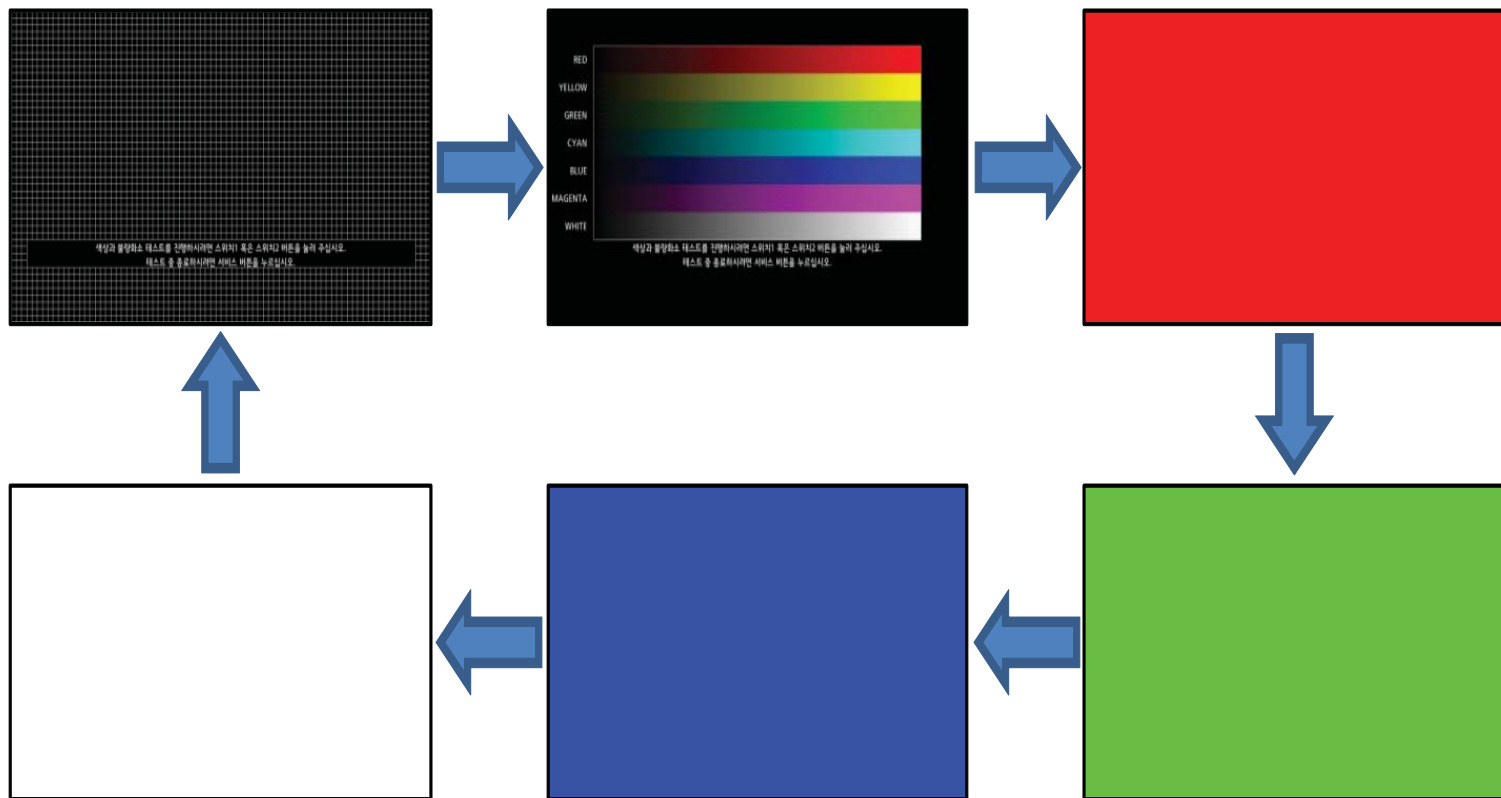 색상과 불량화소 테스트를 진행하시려면 스위치1 혹은 스위치2 버튼을 눌러 주십시오.
테스트 중 종료하시려면 서비스 버튼을 누르십시오.
RED
YELLOW
GREEN
CYAN
BLUE
MAGENTA
WHITE
색상과 불량화소 테스트를 진행하시려면 스위치1 혹은 스위치2 버튼을 눌러 주십시오.
테스트 중 종료하시려면 서비스 버튼을 누르십시오.